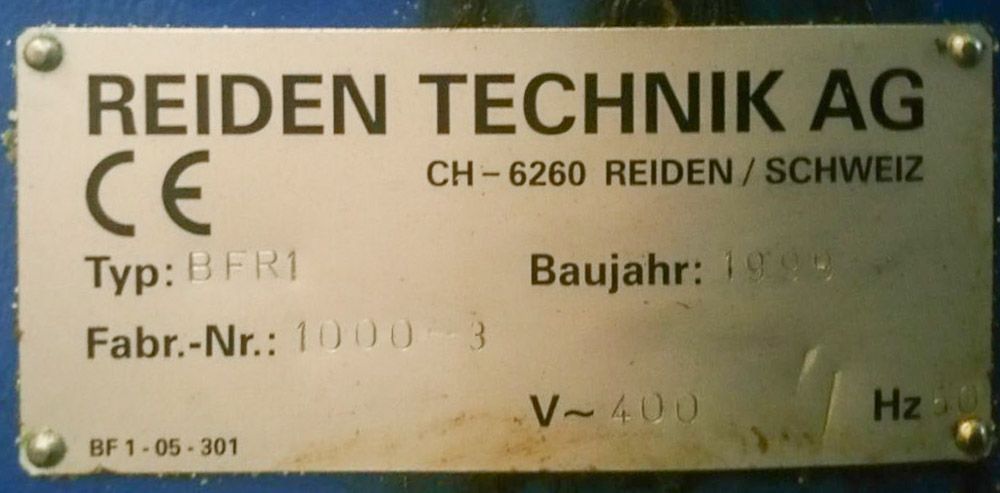 REIDEN TECHNIK AG
CE CH-6260 REIDEN / SCHWEIZ
Typ: BFR1 Baujahr: 1999
Fabr.-Nr.: 1000-3
V~ 400 Hz 50
BF 1-05-301